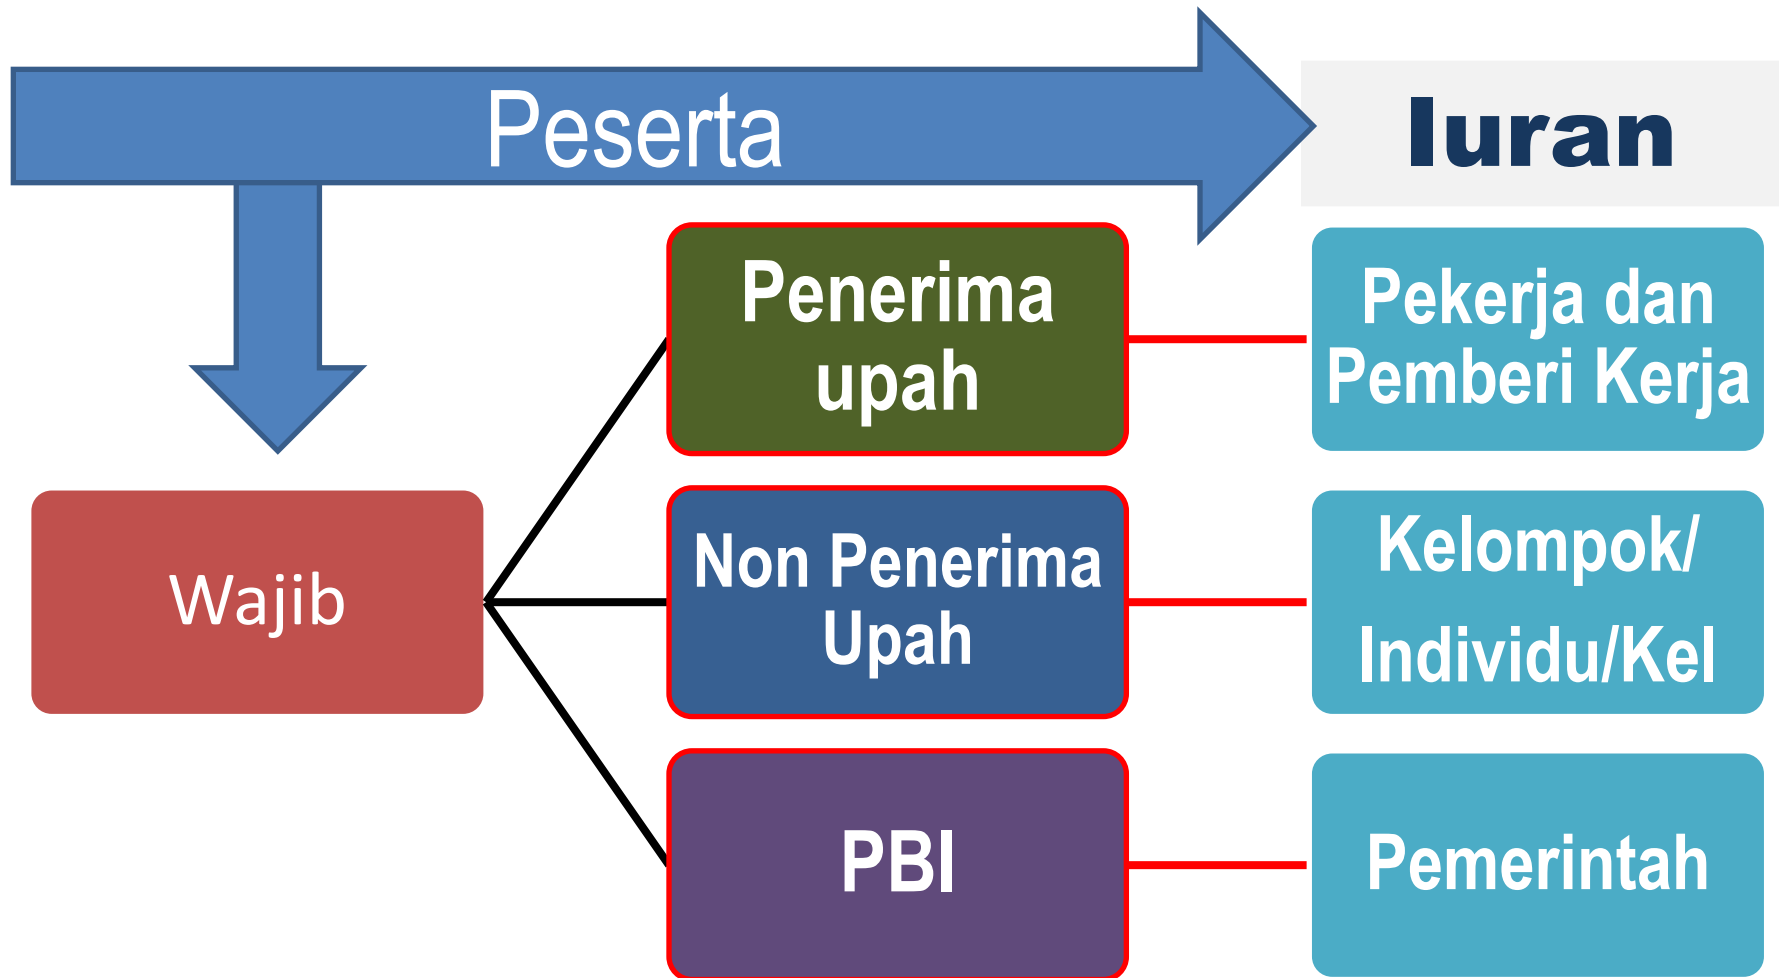 Peserta
Iuran
Penerima
upah
Pekerja dan
Pemberi Kerja
Wajib
Non Penerima
Upah
Kelompok/
Individu/Kel
PBI
Pemerintah